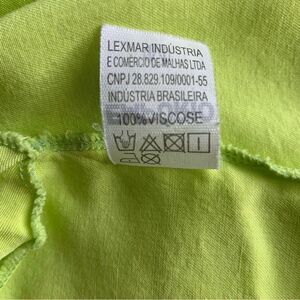 LEXMAR INDÚSTRIA
E COMERCIO DE MALHAS LTDA
CNPJ 28.829.109/0001-55
INDÚSTRIA BRASILEIRA
100%VISCOSE